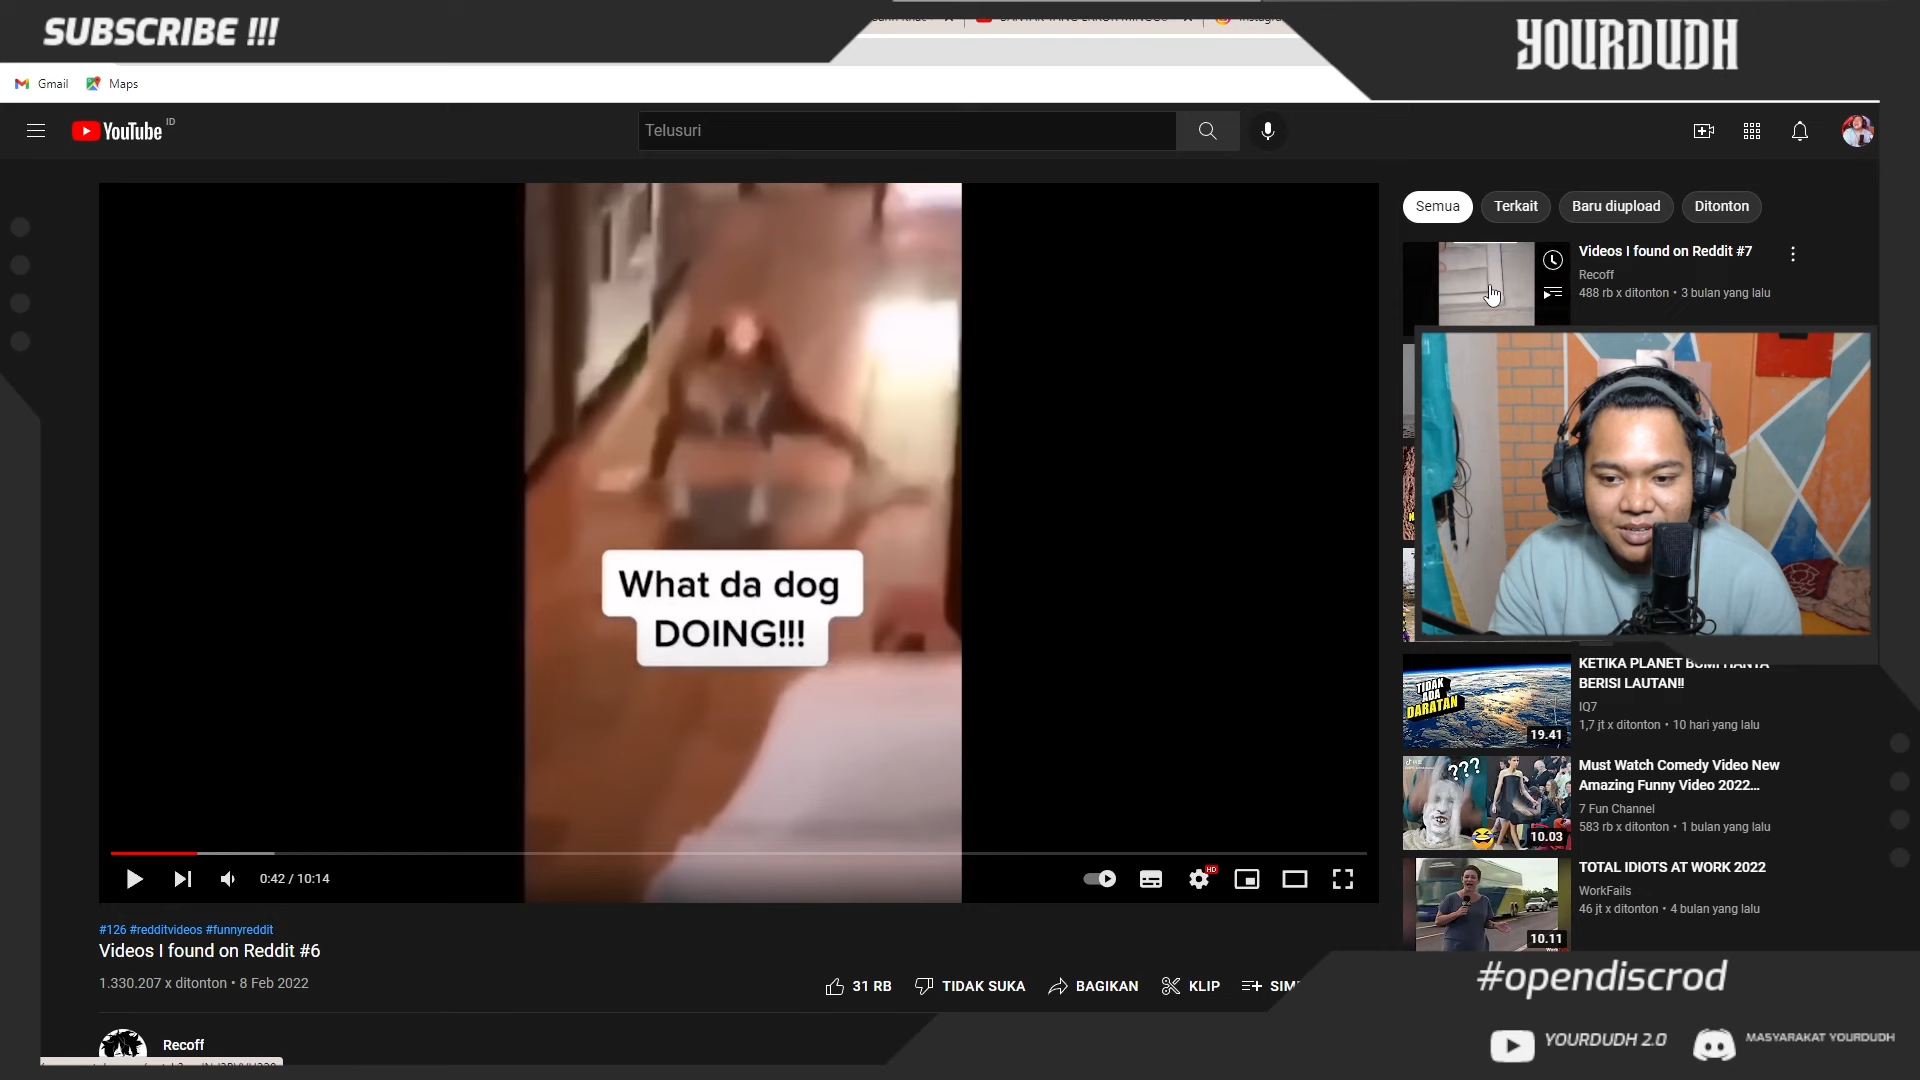 SUBSCRIBE !!!
YOURDUDH
Gmail
Maps
YouTube ID
Telusuri
Semua
Terkait
Baru diupload
Ditonton
Videos I found on Reddit #7
Recoff
488 rb x ditonton • 3 bulan yang lalu
What da dog
DOING!!!
KETIKA PLANET BUMI HANYA
BERISI LAUTAN!!
IQ7
1,7 jt x ditonton • 10 hari yang lalu
TIDAK
ADA
DARATAN
19.41
Must Watch Comedy Video New
Amazing Funny Video 2022...
7 Fun Channel
583 rb x ditonton • 1 bulan yang lalu
???
10.03
TOTAL IDIOTS AT WORK 2022
WorkFails
46 jt x ditonton • 4 bulan yang lalu
10.11
0:42 / 10:14
HD
#126 #redditvideos #funnyreddit
Videos I found on Reddit #6
1.330.207 x ditonton • 8 Feb 2022
31 RB
TIDAK SUKA
BAGIKAN
KLIP
Recoff
#opendiscrod
YOURDUDH 2.0
MASYARAKAT YOURDUDH